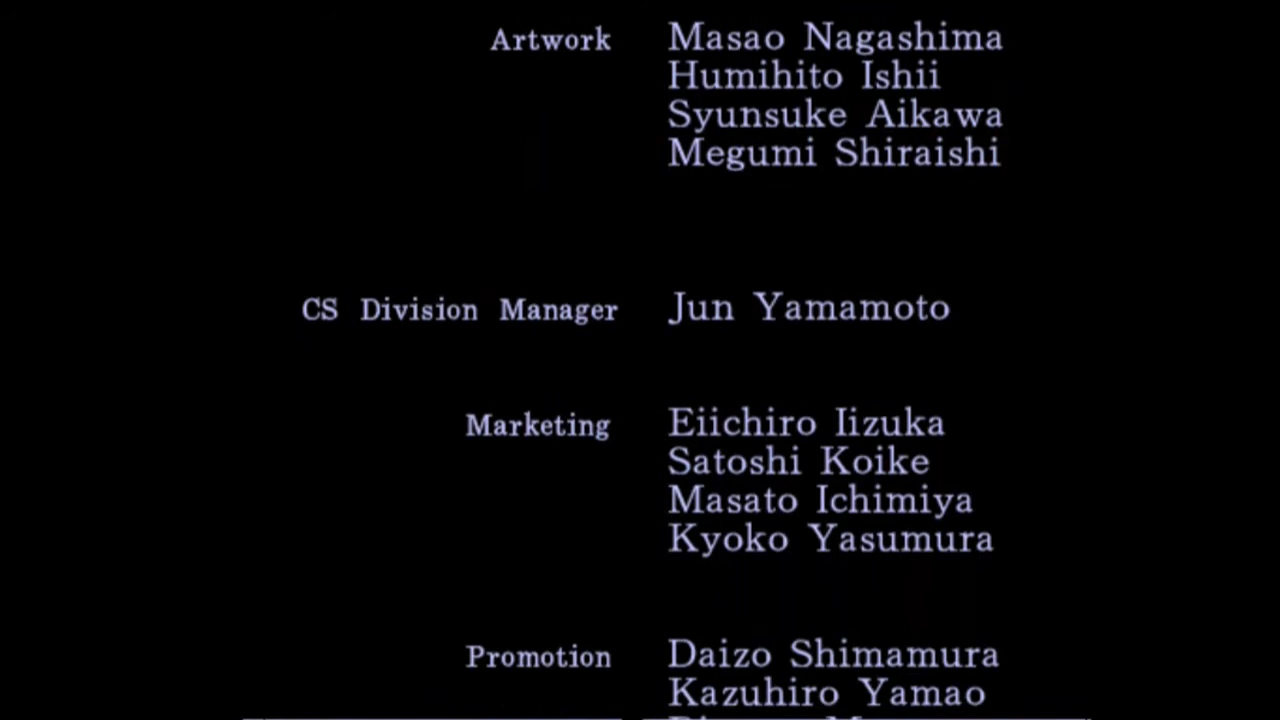 Artwork Masao Nagashima
Humihito Ishii
Syunsuke Aikawa
Megumi Shiraishi
CS Division Manager Jun Yamamoto
Marketing Eiichiro Iizuka
Satoshi Koike
Masato Ichimiya
Kyoko Yasumura
Promotion Daizo Shimamura
Kazuhiro Yamao